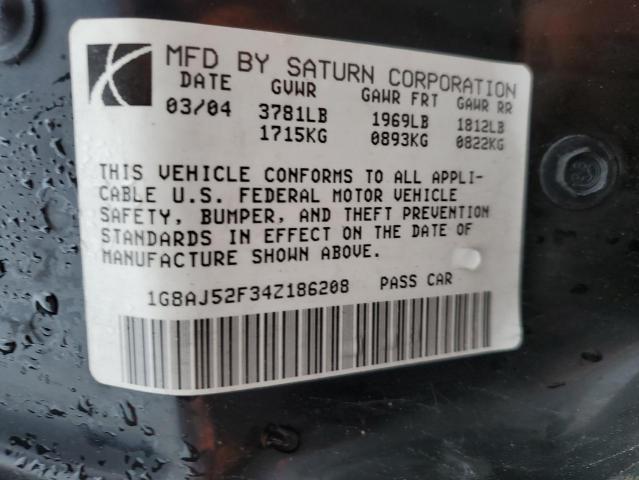 MFD BY SATURN CORPORATION
DATE GVWR GAWR FRT GAWR RR
03/04 3781LB 1969LB 1812LB
1715KG 0893KG 0822KG
THIS VEHICLE CONFORMS TO ALL APPLI-
CABLE U.S. FEDERAL MOTOR VEHICLE
SAFETY, BUMPER, AND THEFT PREVENTION
STANDARDS IN EFFECT ON THE DATE OF
MANUFACTURE SHOWN ABOVE.
1G8AJ52F34Z186208 PASS CAR